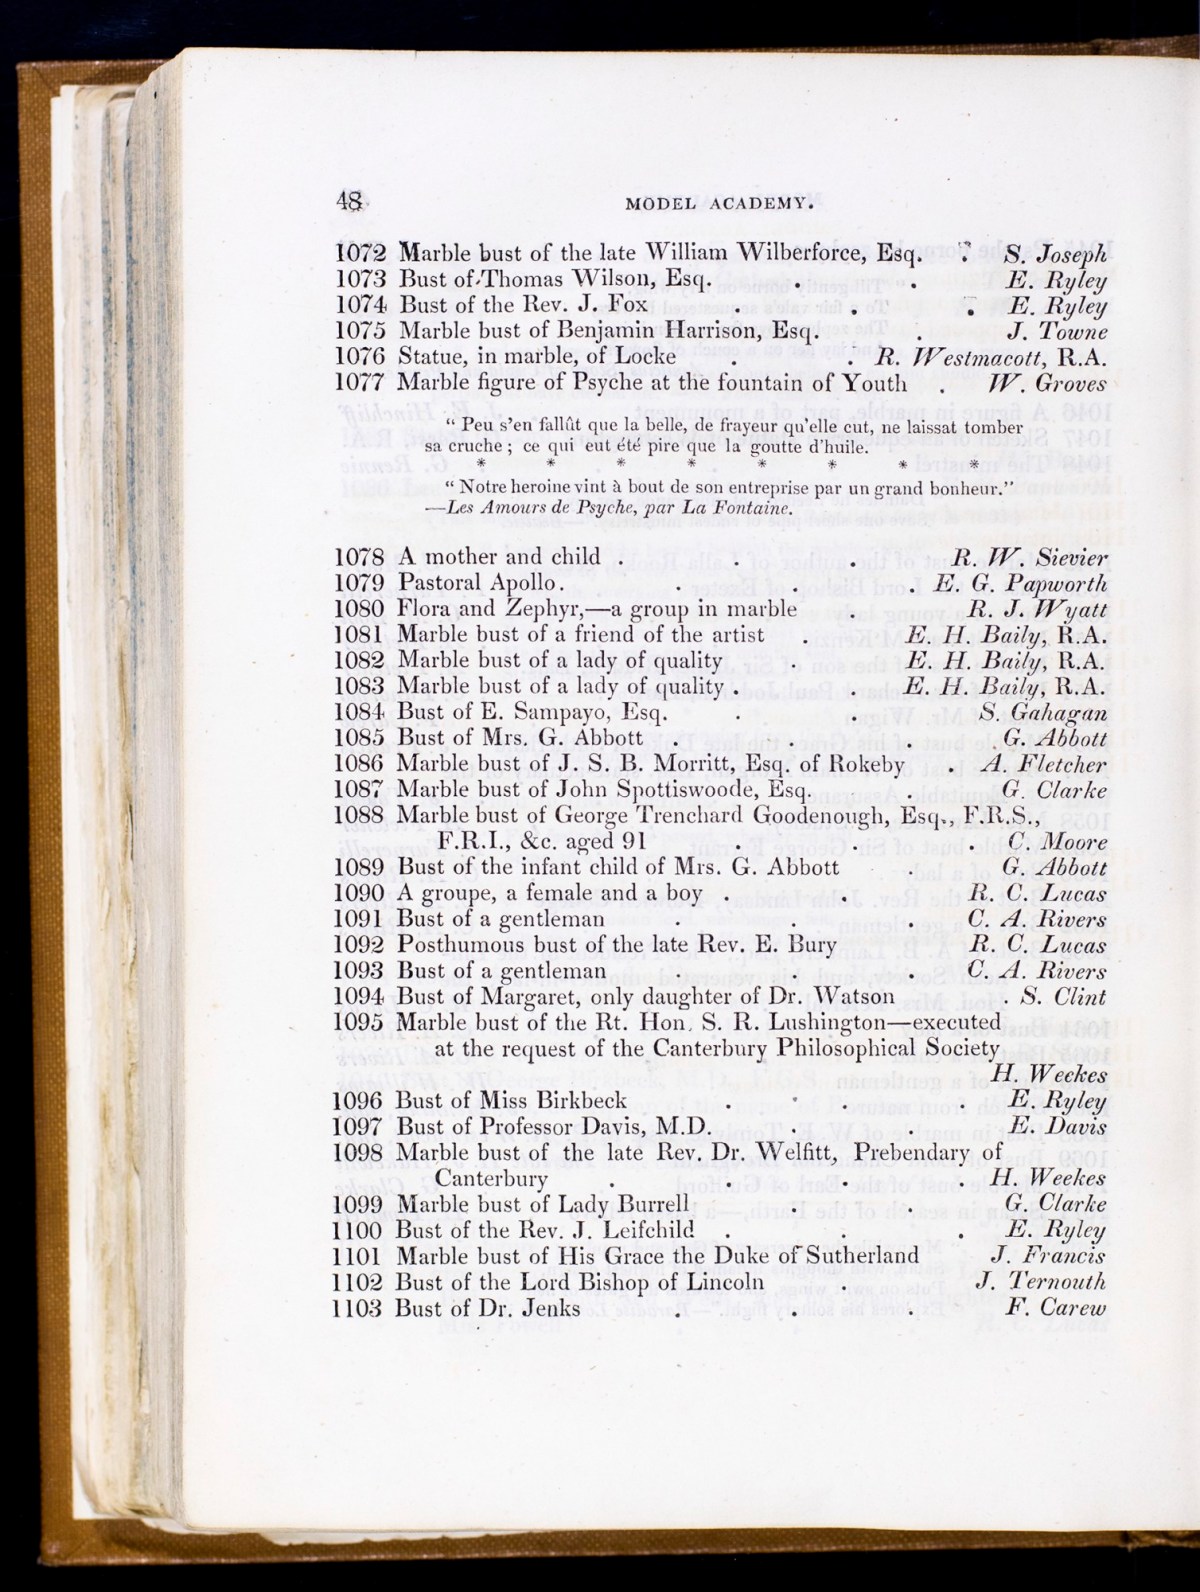 48 MODEL ACADEMY.
1072 Marble bust of the late William Wilberforce, Esq. . S. Joseph
1073 Bust of Thomas Wilson, Esq. . . E. Ryley
1074 Bust of the Rev. J. Fox . . . E. Ryley
1075 Marble bust of Benjamin Harrison, Esq. . J. Towne
1076 Statue, in marble, of Locke . . R. Westmacott, R.A.
1077 Marble figure of Psyche at the fountain of Youth . W. Groves
“ Peu s’en fallût que la belle, de frayeur qu’elle eut, ne laissat tomber
sa cruche ; ce qui eut été pire que la goutte d’huile.
* * * * * * * *
“ Notre heroine vint à bout de son entreprise par un grand bonheur.”
—Les Amours de Psyche, par La Fontaine.
1078 A mother and child . . . R. W. Sievier
1079 Pastoral Apollo . . . . E. G. Papworth
1080 Flora and Zephyr,—a group in marble . R. J. Wyatt
1081 Marble bust of a friend of the artist . E. H. Baily, R.A.
1082 Marble bust of a lady of quality . E. H. Baily, R.A.
1083 Marble bust of a lady of quality . . E. H. Baily, R.A.
1084 Bust of E. Sampayo, Esq. . . S. Gahagan
1085 Bust of Mrs. G. Abbott . . . . G. Abbott
1086 Marble bust of J. S. B. Morritt, Esq. of Rokeby . A. Fletcher
1087 Marble bust of John Spottiswoode, Esq. . G. Clarke
1088 Marble bust of George Trenchard Goodenough, Esq., F.R.S.,
F.R.I., &c. aged 91 . . . C. Moore
1089 Bust of the infant child of Mrs. G. Abbott . G. Abbott
1090 A groupe, a female and a boy . . R. C. Lucas
1091 Bust of a gentleman . . . C. A. Rivers
1092 Posthumous bust of the late Rev. E. Bury R. C. Lucas
1093 Bust of a gentleman . . . C. A. Rivers
1094 Bust of Margaret, only daughter of Dr. Watson S. Clint
1095 Marble bust of the Rt. Hon. S. R. Lushington—executed
at the request of the Canterbury Philosophical Society
H. Weekes
1096 Bust of Miss Birkbeck . . . E. Ryley
1097 Bust of Professor Davis, M.D. . . E. Davis
1098 Marble bust of the late Rev. Dr. Welfitt, Prebendary of
Canterbury . . . . H. Weekes
1099 Marble bust of Lady Burrell . . G. Clarke
1100 Bust of the Rev. J. Leifchild . . . E. Ryley
1101 Marble bust of His Grace the Duke of Sutherland J. Francis
1102 Bust of the Lord Bishop of Lincoln . J. Ternouth
1103 Bust of Dr. Jenks . . . F. Carew